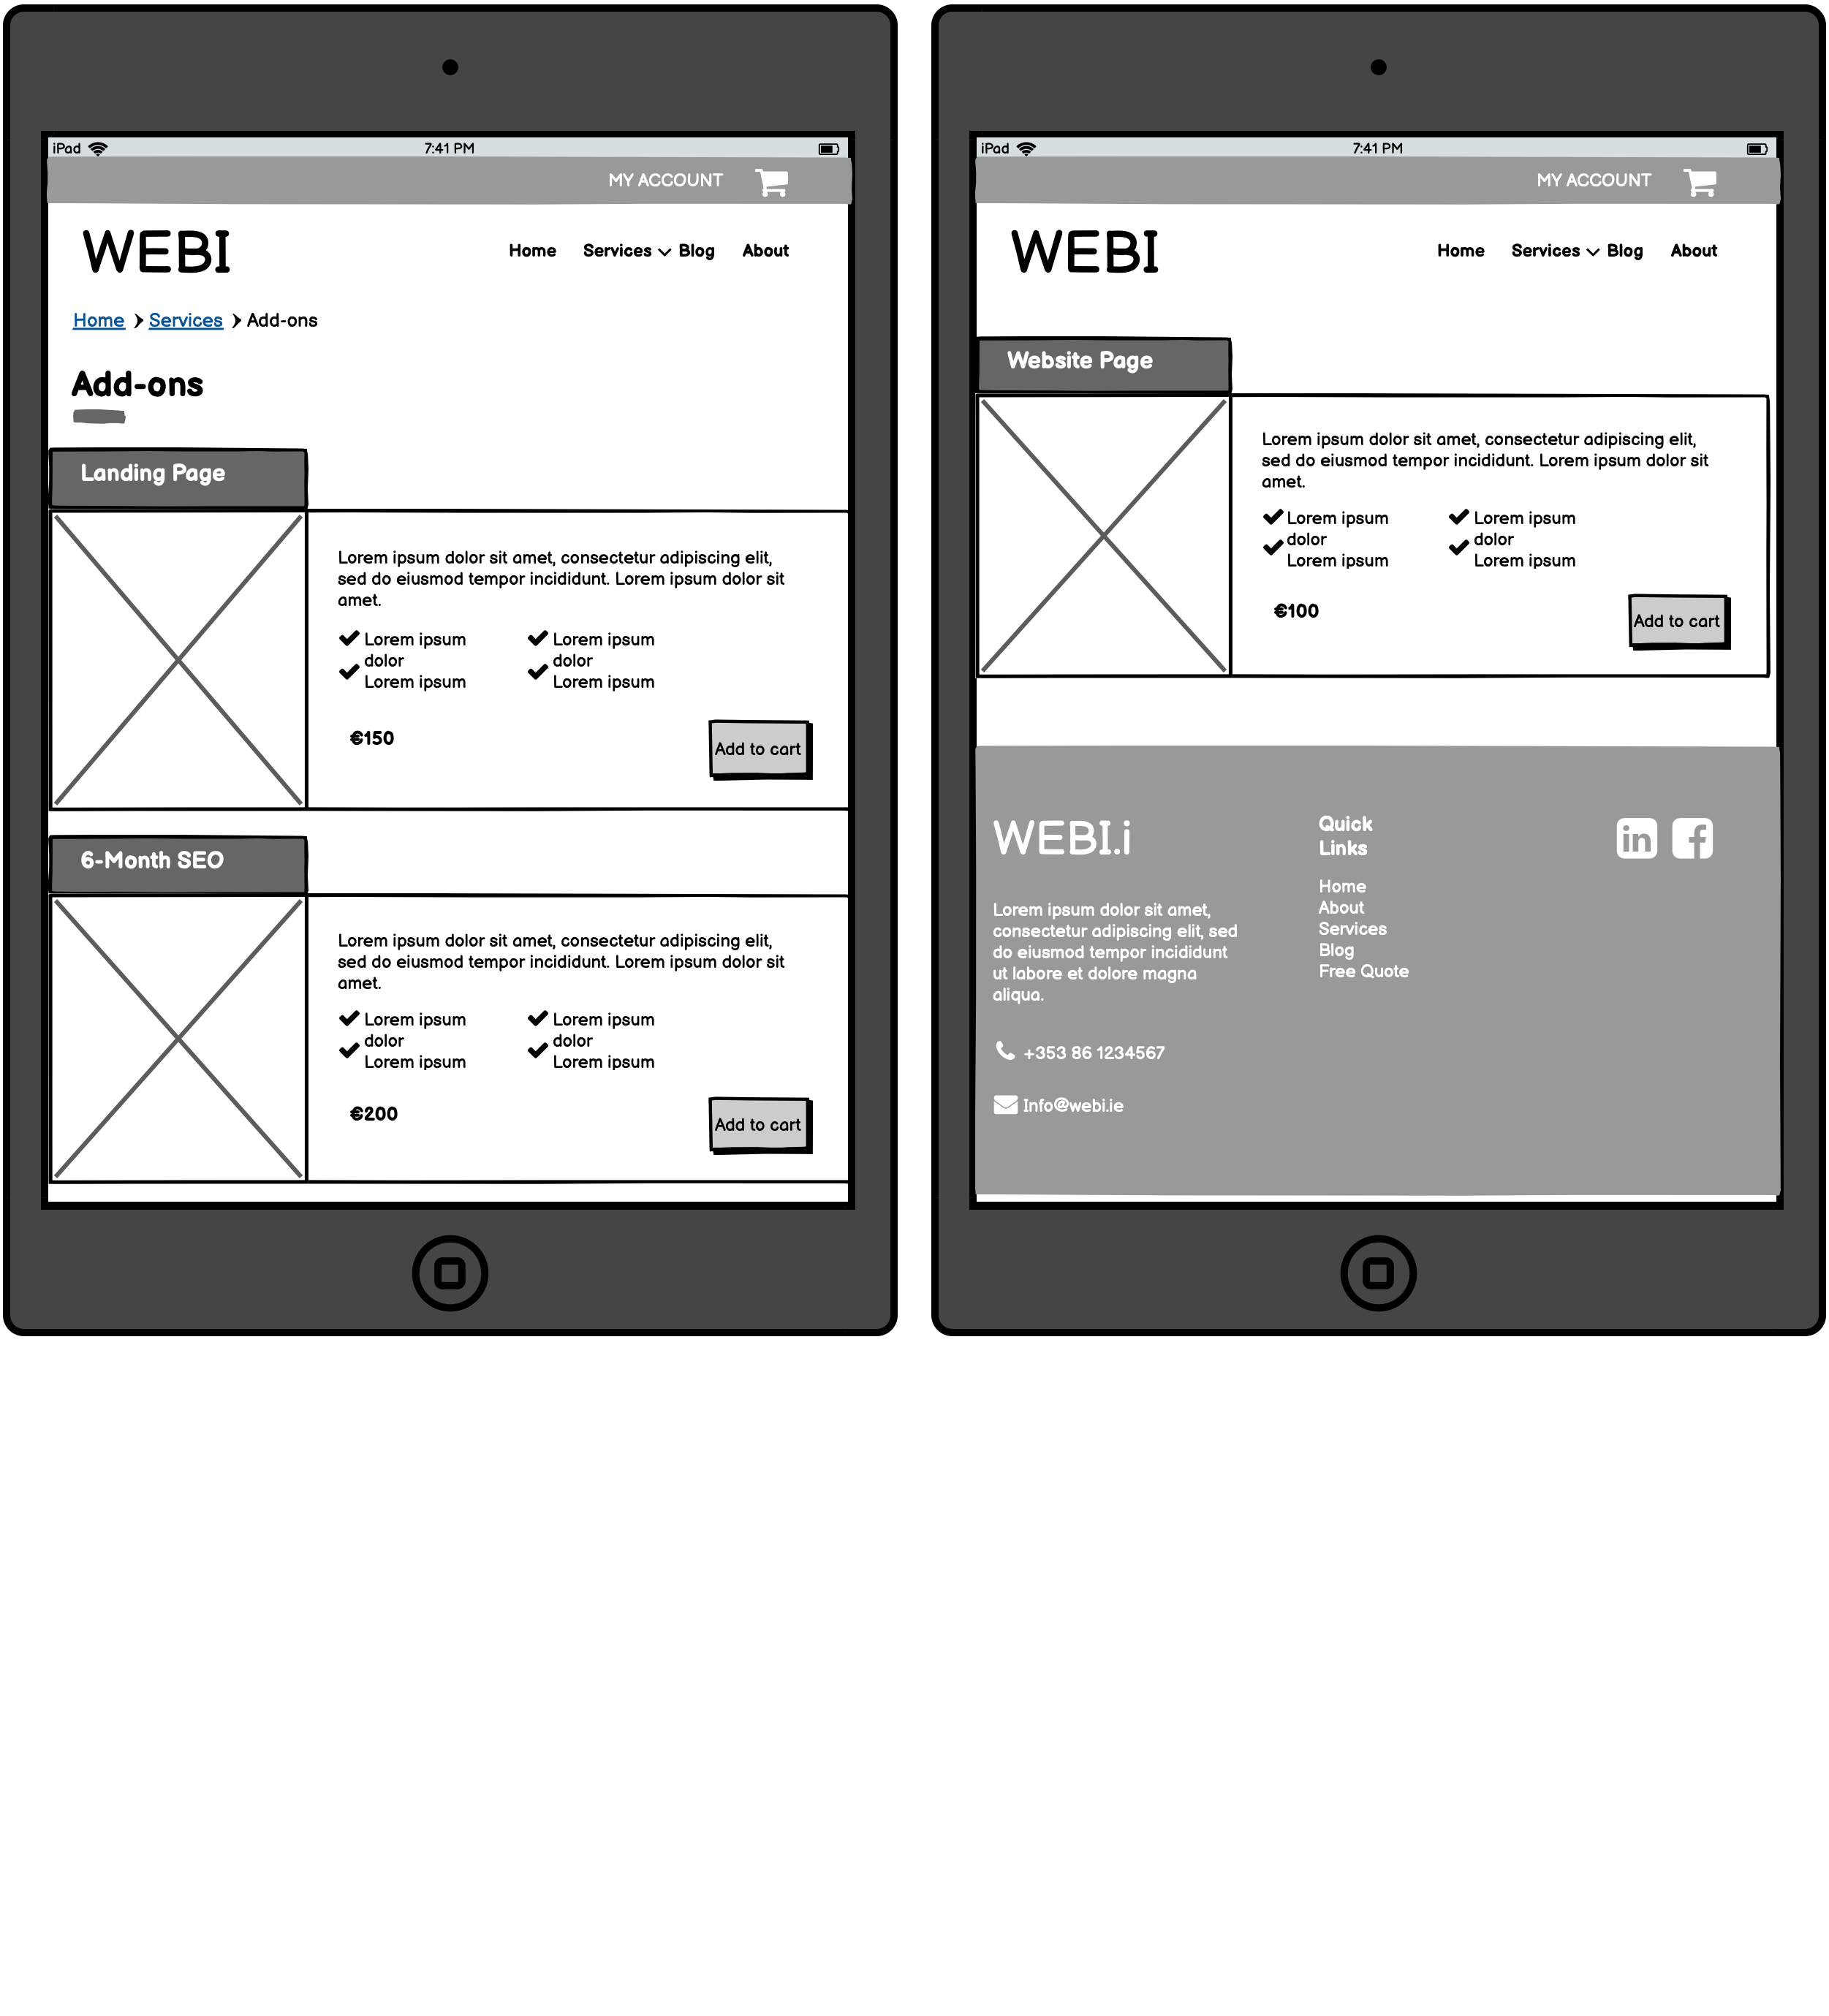 iPad
7:41 PM
MY ACCOUNT
WEBI
Home Services Blog About
Home Services Add-ons
Add-ons
Landing Page
Lorem ipsum dolor sit amet, consectetur adipiscing elit,
sed do eiusmod tempor incididunt. Lorem ipsum dolor sit
amet.
Lorem ipsum
dolor
Lorem ipsum
Lorem ipsum
dolor
Lorem ipsum
€150
Add to cart
6-Month SEO
Lorem ipsum dolor sit amet, consectetur adipiscing elit,
sed do eiusmod tempor incididunt. Lorem ipsum dolor sit
amet.
Lorem ipsum
dolor
Lorem ipsum
Lorem ipsum
dolor
Lorem ipsum
€200
Add to cart
iPad
7:41 PM
MY ACCOUNT
WEBI
Home Services Blog About
Website Page
Lorem ipsum dolor sit amet, consectetur adipiscing elit,
sed do eiusmod tempor incididunt. Lorem ipsum dolor sit
amet.
Lorem ipsum
dolor
Lorem ipsum
Lorem ipsum
dolor
Lorem ipsum
€100
Add to cart
WEBI.i
Lorem ipsum dolor sit amet,
consectetur adipiscing elit, sed
do eiusmod tempor incididunt
ut labore et dolore magna
aliqua.
+353 86 1234567
Info@webi.ie
Quick
Links
Home
About
Services
Blog
Free Quote
in f